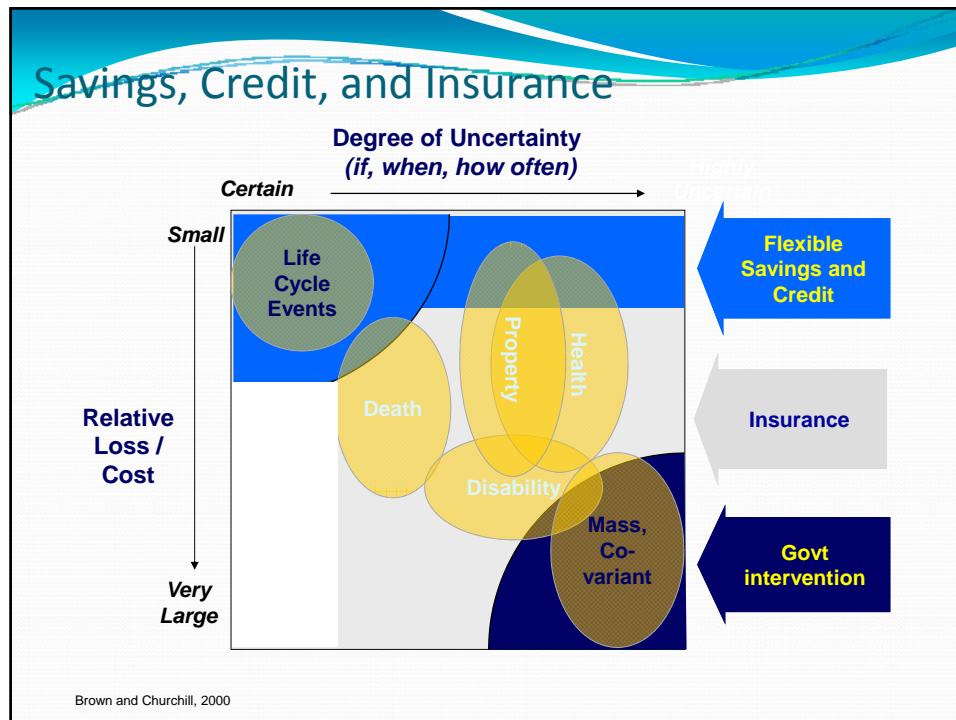 Savings, Credit, and Insurance
Degree of Uncertainty
(if, when, how often)
Highly
Uncertain
Certain
Small
Life
Cycle
Events
Property
Health
Death
Disability
Mass,
Co-
variant
Relative
Loss /
Cost
Very
Large
Flexible
Savings and
Credit
Insurance
Govt
intervention
Brown and Churchill, 2000